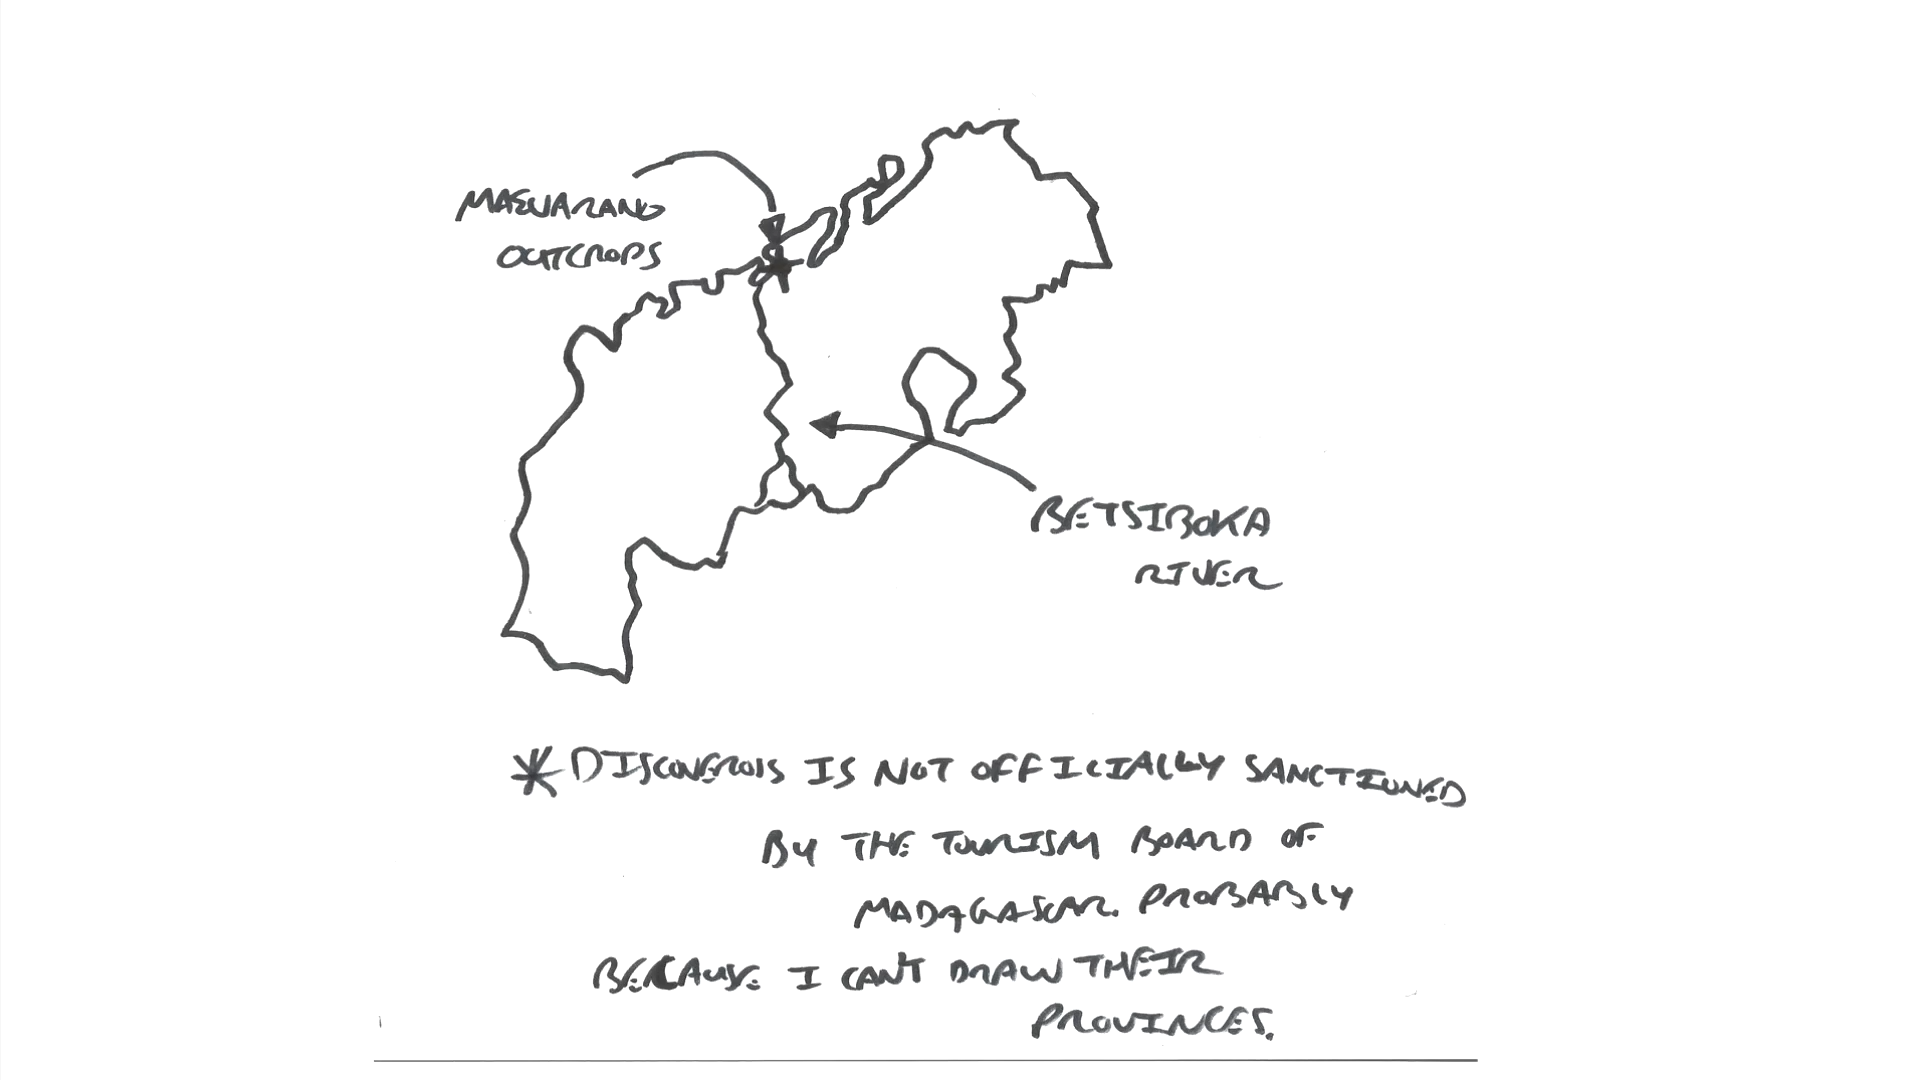 MAEVARANO
OUTCROPS
BETSIBOKA
RIVER
* DISCOVEROIS IS NOT OFFICIALLY SANCTIONED
BY THE TOURISM BOARD OF
MADAGASCAR. PROBABLY
BECAUSE I CAN'T DRAW THEIR
PROVINCES.